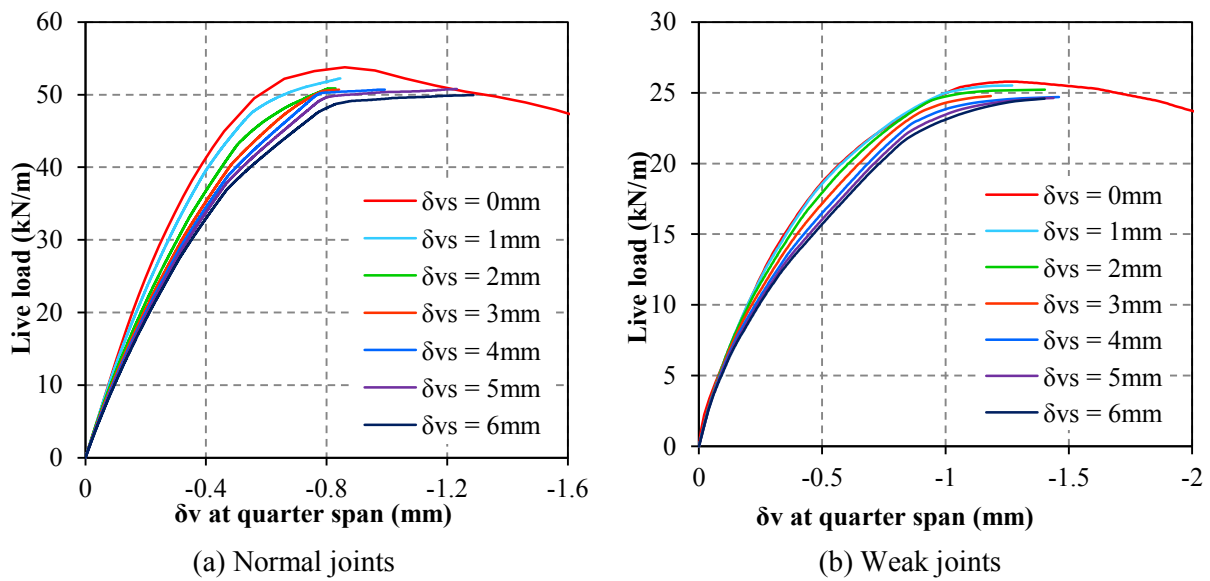 60
50
40
30
20
10
0
Live load (kN/m)
δvs = 0mm
δvs = 1mm
δvs = 2mm
δvs = 3mm
δvs = 4mm
δvs = 5mm
δvs = 6mm
0 -0.4 -0.8 -1.2 -1.6
δv at quarter span (mm)
(a) Normal joints
30
25
20
15
10
5
0
Live load (kN/m)
δvs = 0mm
δvs = 1mm
δvs = 2mm
δvs = 3mm
δvs = 4mm
δvs = 5mm
δvs = 6mm
0 -0.5 -1 -1.5 -2
δv at quarter span (mm)
(b) Weak joints